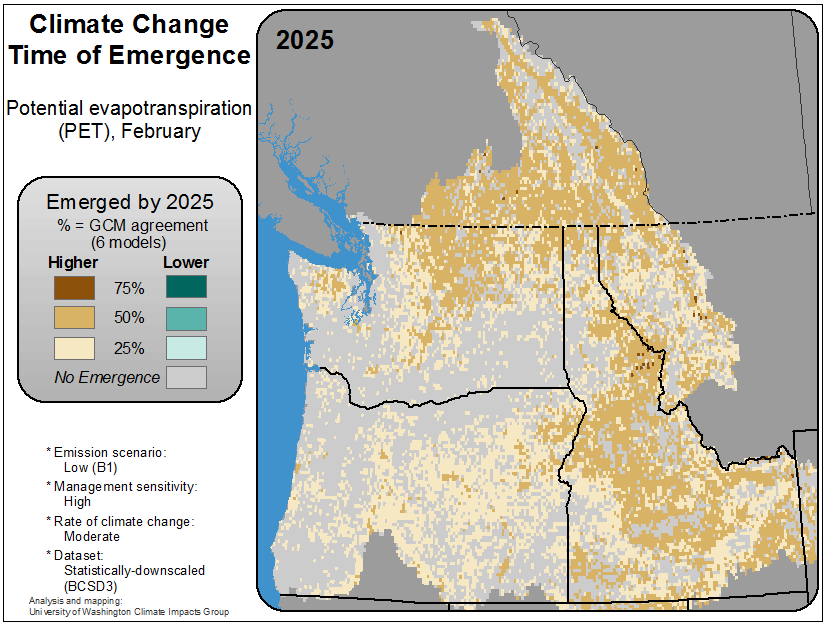 Climate Change
Time of Emergence
Potential evapotranspiration
(PET), February
Emerged by 2025
% = GCM agreement
(6 models)
Higher Lower
75%
50%
25%
No Emergence
* Emission scenario:
Low (B1)
* Management sensitivity:
High
* Rate of climate change:
Moderate
* Dataset:
Statistically-downscaled
(BCSD3)
Analysis and mapping:
University of Washington Climate Impacts Group
2025